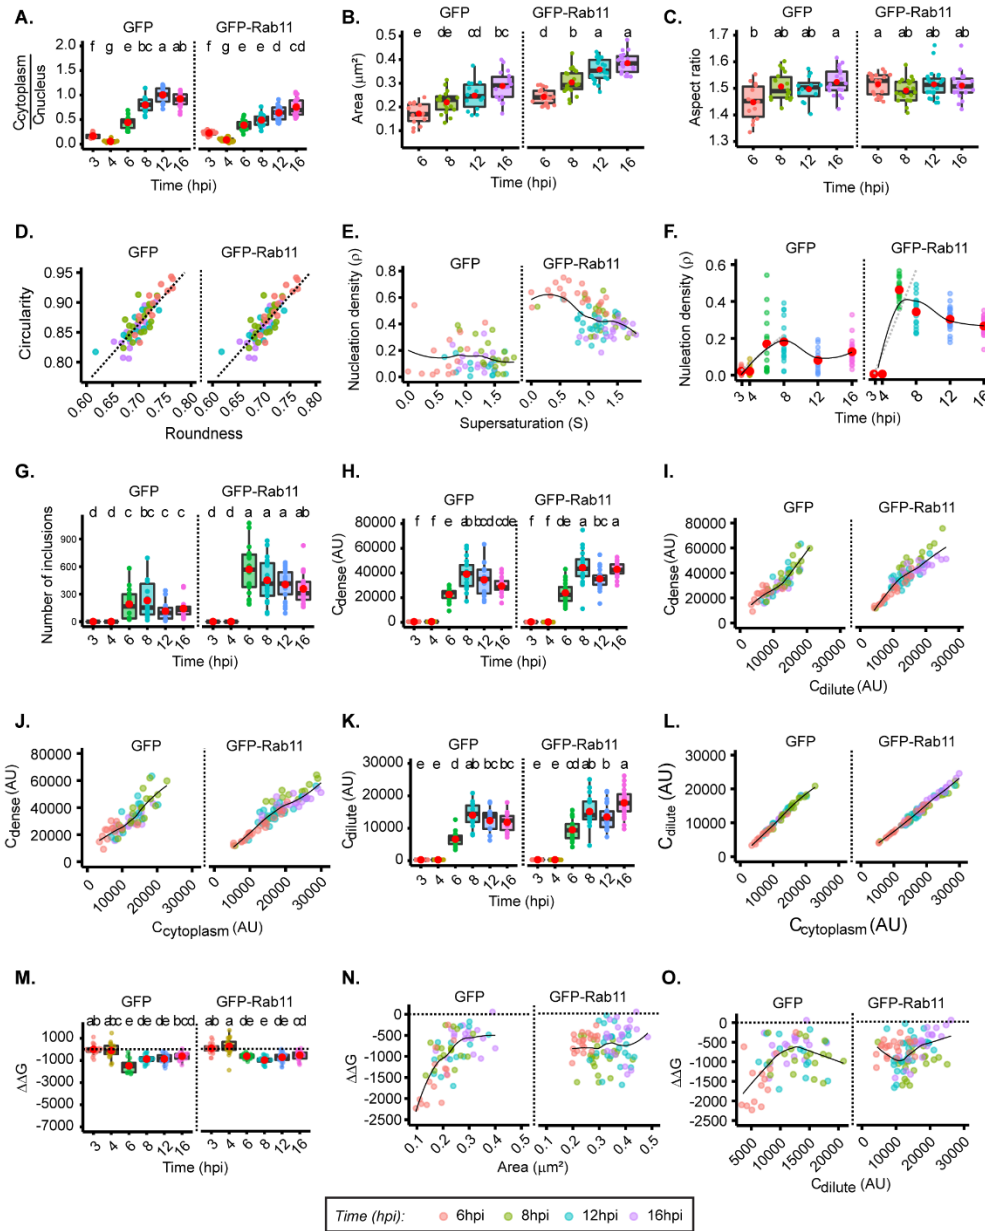 A.
GFP
GFP-Rab11
f g e bc a ab
f g e e d cd
Ccytoplasm
Cnucleus
2.0
1.5
1.0
0.5
0.0
3 4 6 8 12 16
3 4 6 8 12 16
Time (hpi)
B.
GFP
GFP-Rab11
e de cd bc
d b a a
Area (µm²)
0.5
0.4
0.3
0.2
0.1
6 8 12 16
6 8 12 16
Time (hpi)
C.
GFP
GFP-Rab11
b ab ab a
a ab ab ab
Aspect ratio
1.7
1.6
1.5
1.4
1.3
6 8 12 16
6 8 12 16
Time (hpi)
D.
GFP
GFP-Rab11
Circularity
0.95
0.90
0.85
0.80
0.60 0.65 0.70 0.75 0.80
0.60 0.65 0.70 0.75 0.80
Roundness
E.
GFP
GFP-Rab11
Nucleation density (ρ)
0.8
0.6
0.4
0.2
0.0
0.0 0.5 1.0 1.5
0.0 0.5 1.0 1.5
Supersaturation (S)
F.
GFP
GFP-Rab11
Nuleation density (ρ)
0.6
0.4
0.2
0.0
3 4 8 12 16
3 4 8 12 16
Time (hpi)
G.
GFP
GFP-Rab11
d d c bc c c
d d a a a ab
Number of inclusions
900
600
300
0
3 4 6 8 12 16
3 4 6 8 12 16
Time (hpi)
H.
GFP
GFP-Rab11
f f e ab bcd cde
f f de a bc a
Cdense (AU)
80000
60000
40000
20000
0
3 4 6 8 12 16
3 4 6 8 12 16
Time (hpi)
I.
GFP
GFP-Rab11
Cdense (AU)
80000
60000
40000
20000
0
0 10000 20000 30000
0 10000 20000 30000
Cdilute (AU)
J.
GFP
GFP-Rab11
Cdense (AU)
80000
60000
40000
20000
0
0 10000 20000 30000
0 10000 20000 30000
Ccytoplasm (AU)
K.
GFP
GFP-Rab11
e e d ab bc bc
e e cd ab b a
Cdilute (AU)
30000
20000
10000
0
3 4 6 8 12 16
3 4 6 8 12 16
Time (hpi)
L.
GFP
GFP-Rab11
Cdilute (AU)
30000
20000
10000
0
0 10000 20000 30000
0 10000 20000 30000
Ccytoplasm (AU)
M.
GFP
GFP-Rab11
ab abc e de de bcd
ab a de e de cd
ΔΔG
1000
-1000
-3000
-5000
-7000
3 4 6 8 12 16
3 4 6 8 12 16
Time (hpi)
N.
GFP
GFP-Rab11
ΔΔG
0
-500
-1000
-1500
-2000
-2500
0.1 0.2 0.3 0.4 0.5
0.1 0.2 0.3 0.4 0.5
Area (µm²)
O.
GFP
GFP-Rab11
ΔΔG
0
-500
-1000
-1500
-2000
-2500
5000 10000 15000 20000
0 10000 20000 30000
Cdilute (AU)
Time (hpi): 6hpi 8hpi 12hpi 16hpi